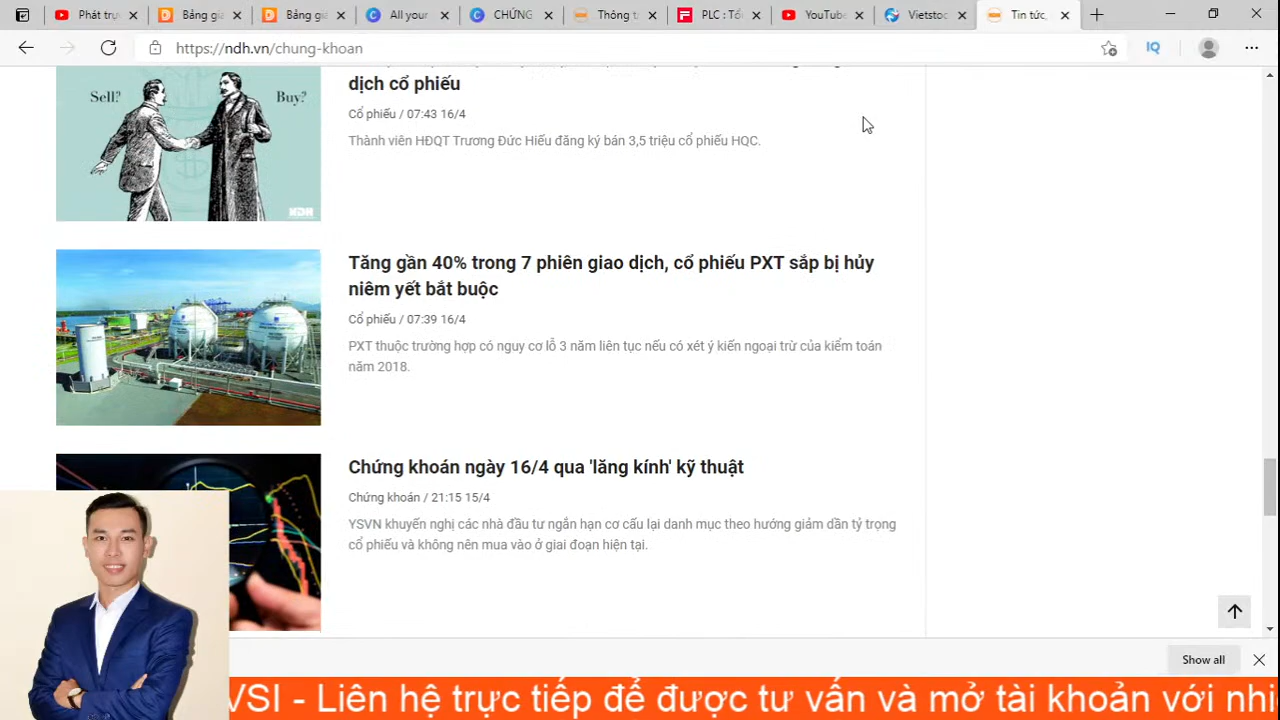 Phát trự
Bảng giá
Bảng gia
All your
CHỨNG
Thông t
PLC : Tổ
YouTube
Vietstoc
Tin tức,
https://ndh.vn/chung-khoan
IQ
Sell?
Buy?
NDH
dịch cổ phiếu
Cổ phiếu / 07:43 16/4
Thành viên HĐQT Trương Đức Hiếu đăng ký bán 3,5 triệu cổ phiếu HQC.
Tăng gần 40% trong 7 phiên giao dịch, cổ phiếu PXT sắp bị hủy
niêm yết bắt buộc
Cổ phiếu / 07:39 16/4
PXT thuộc trường hợp có nguy cơ lỗ 3 năm liên tục nếu có xét ý kiến ngoại trừ của kiểm toán
năm 2018.
Chứng khoán ngày 16/4 qua 'lăng kính' kỹ thuật
Chứng khoán / 21:15 15/4
YSVN khuyến nghị các nhà đầu tư ngắn hạn cơ cấu lại danh mục theo hướng giảm dần tỷ trọng
cổ phiếu và không nên mua vào ở giai đoạn hiện tại.
Show all
VSI - Liên hệ trực tiếp để được tư vấn và mở tài khoản với nhi